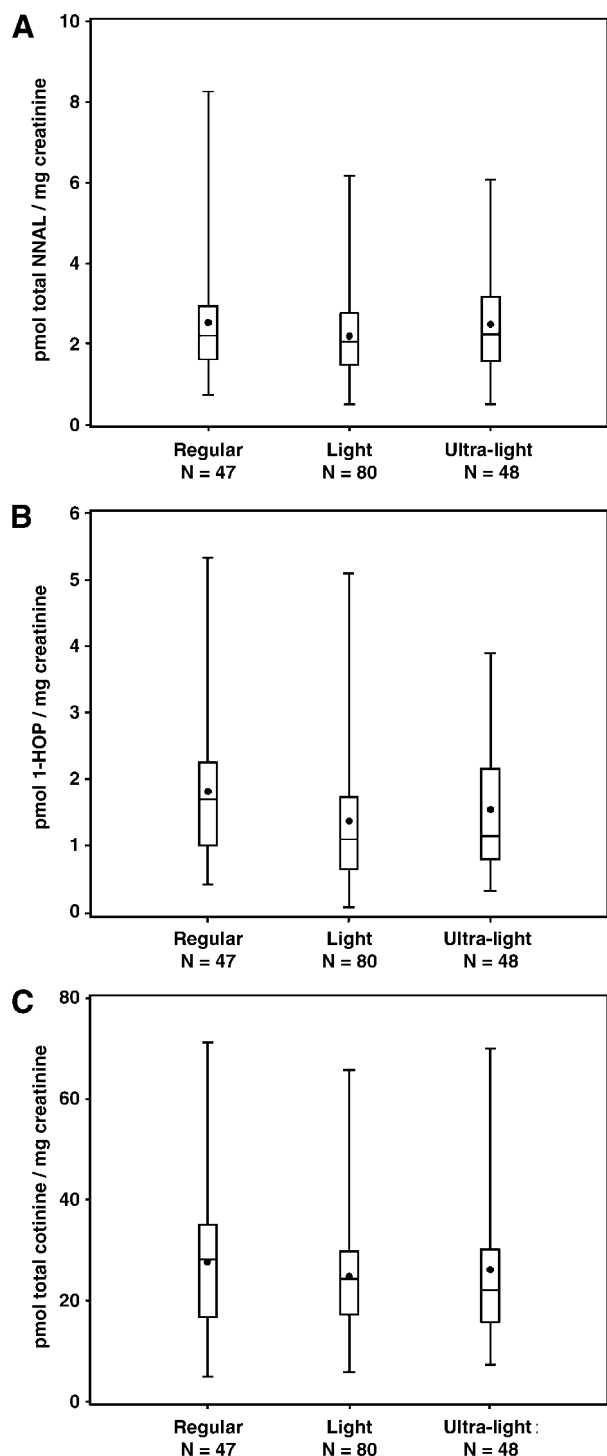 A
pmol total NNAL / mg creatinine
10
8
6
4
2
0
Regular Light Ultra-light
N = 47 N = 80 N = 48
B
pmol 1-HOP / mg creatinine
6
5
4
3
2
1
0
Regular Light Ultra-light
N = 47 N = 80 N = 48
C
pmol total cotinine / mg creatinine
80
60
40
20
0
Regular Light Ultra-light :
N = 47 N = 80 N = 48